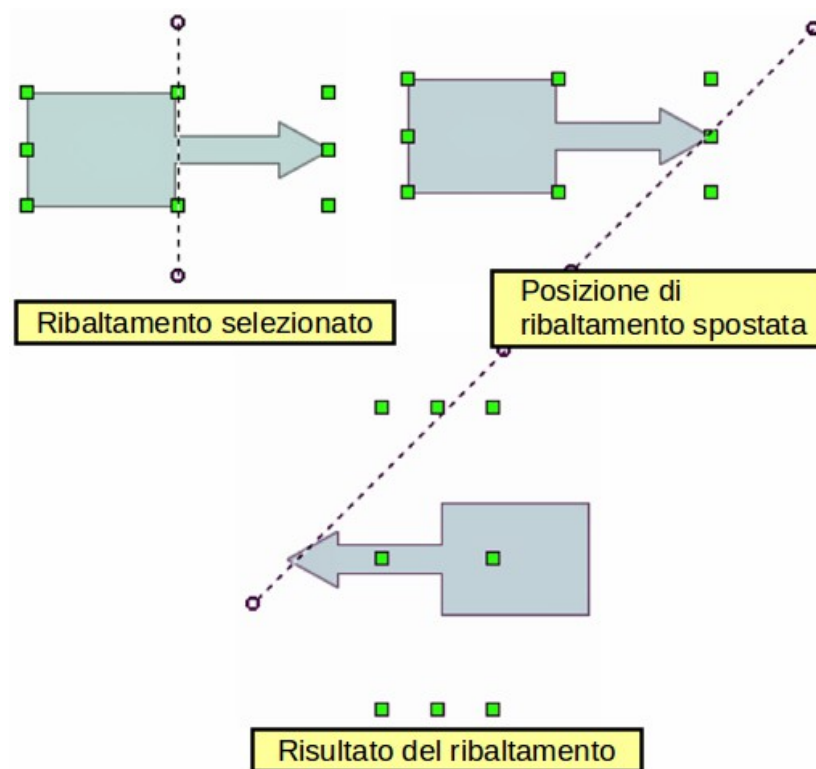 Ribaltamento selezionato
Posizione di
ribaltamento spostata
Risultato del ribaltamento